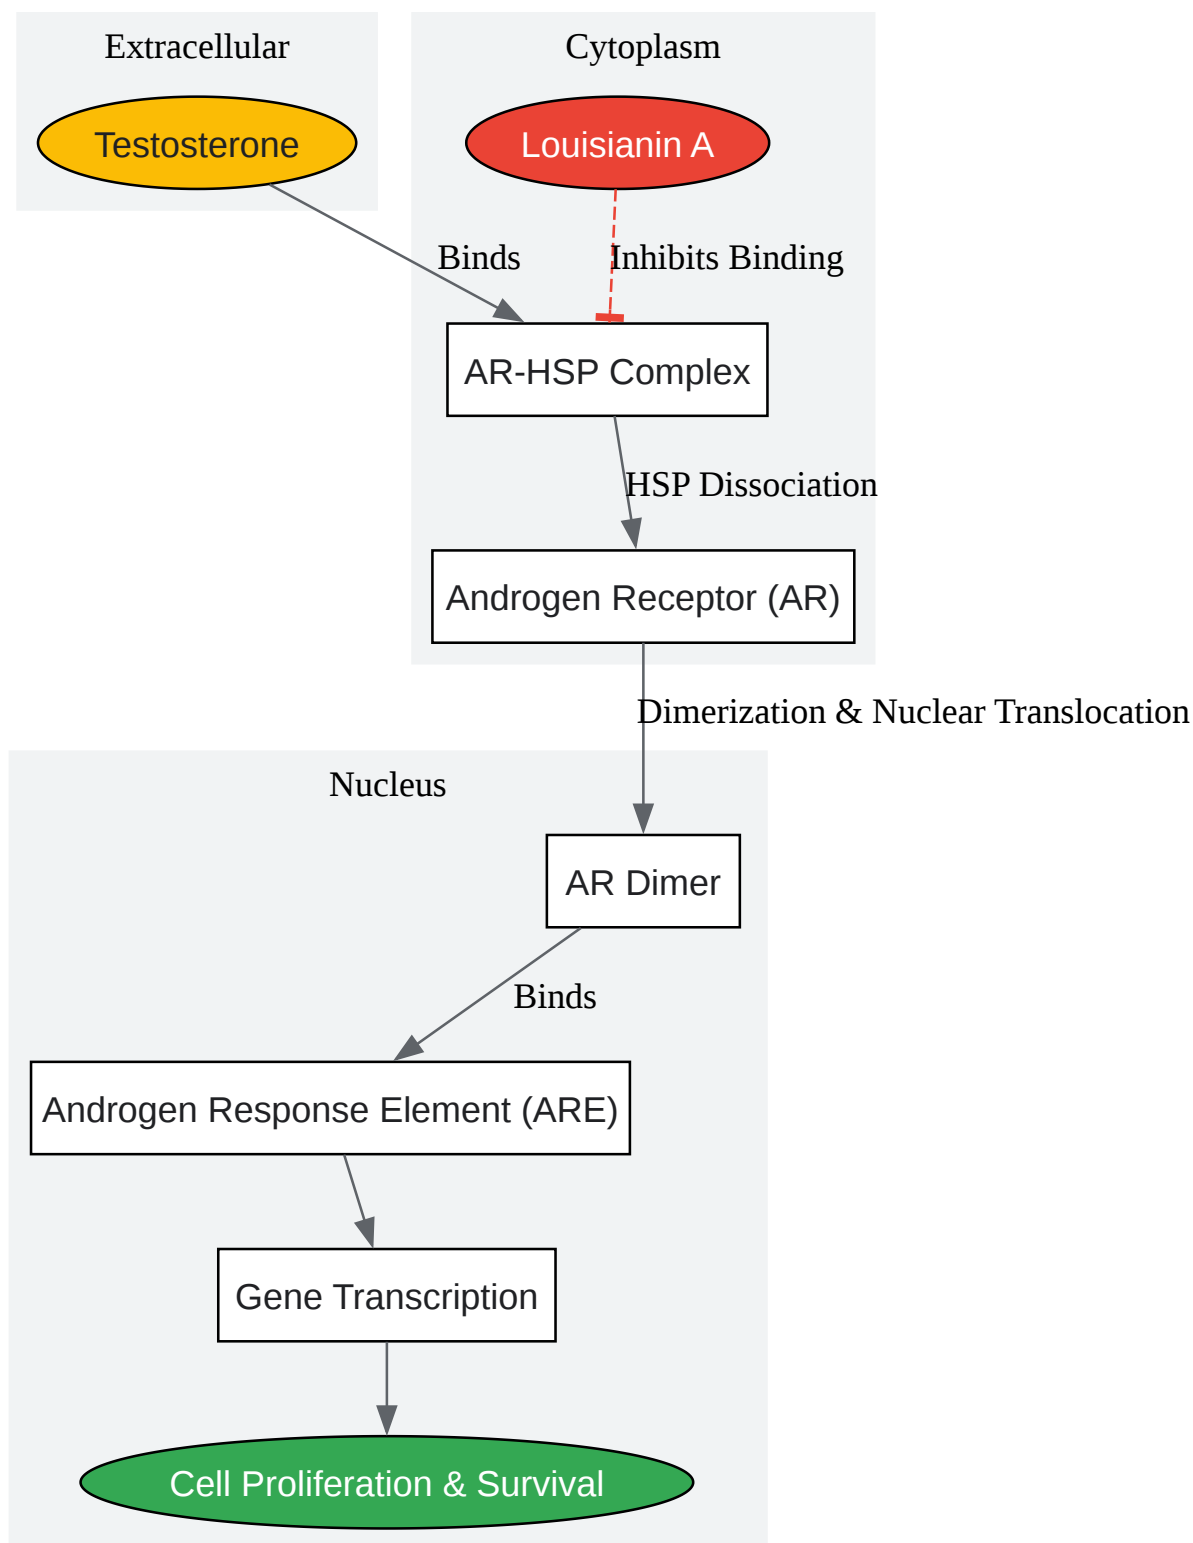 Extracellular
Cytoplasm
Testosterone
Louisianin A
Binds
Inhibits Binding
AR-HSP Complex
HSP Dissociation
Androgen Receptor (AR)
Dimerization & Nuclear Translocation
Nucleus
AR Dimer
Binds
Androgen Response Element (ARE)
Gene Transcription
Cell Proliferation & Survival